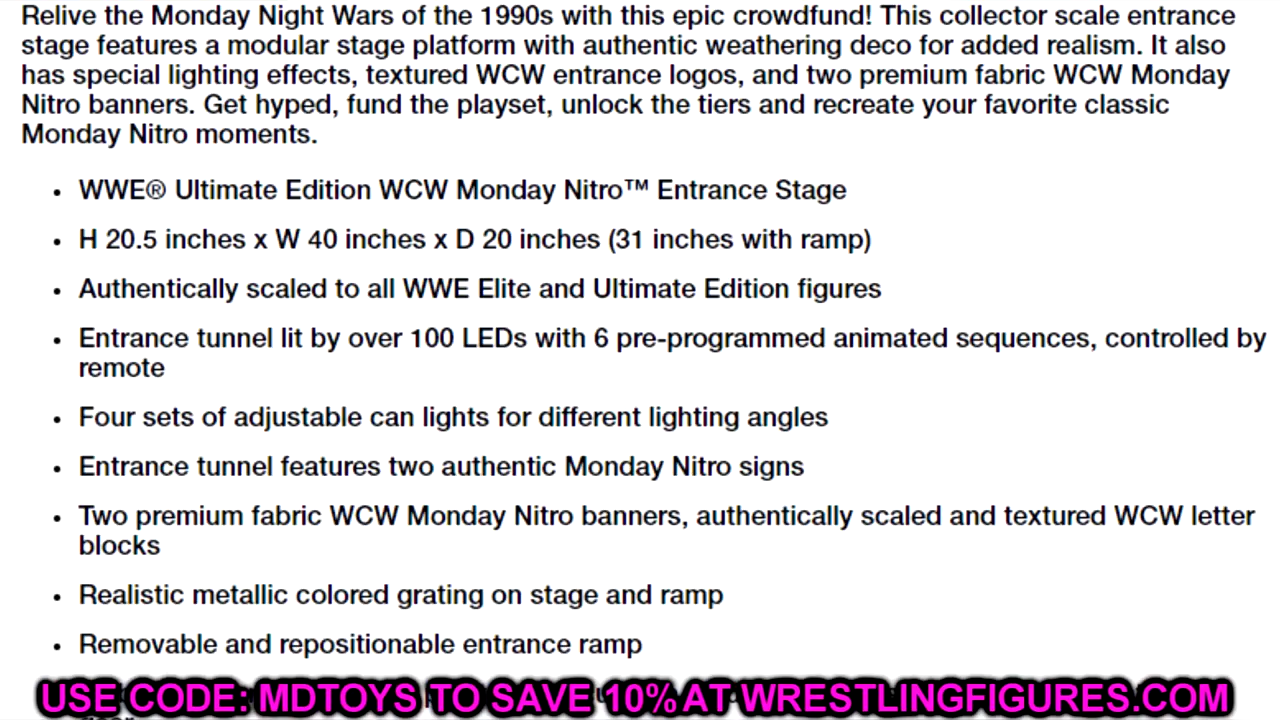 Relive the Monday Night Wars of the 1990s with this epic crowdfund! This collector scale entrance
stage features a modular stage platform with authentic weathering deco for added realism. It also
has special lighting effects, textured WCW entrance logos, and two premium fabric WCW Monday
Nitro banners. Get hyped, fund the playset, unlock the tiers and recreate your favorite classic
Monday Nitro moments.
• WWE® Ultimate Edition WCW Monday Nitro™ Entrance Stage
• H 20.5 inches x W 40 inches x D 20 inches (31 inches with ramp)
• Authentically scaled to all WWE Elite and Ultimate Edition figures
• Entrance tunnel lit by over 100 LEDs with 6 pre-programmed animated sequences, controlled by
remote
• Four sets of adjustable can lights for different lighting angles
• Entrance tunnel features two authentic Monday Nitro signs
• Two premium fabric WCW Monday Nitro banners, authentically scaled and textured WCW letter
blocks
• Realistic metallic colored grating on stage and ramp
• Removable and repositionable entrance ramp
USE CODE: MDTOYS TO SAVE 10% AT WRESTLINGFIGURES.COM